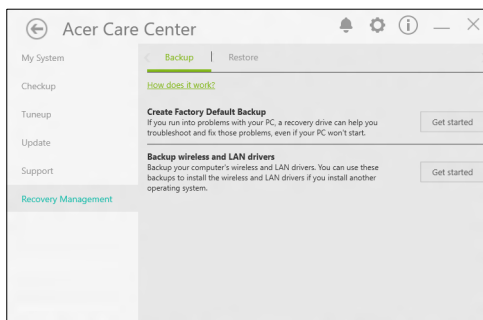 Acer Care Center
My System
Checkup
Tuneup
Update
Support
Recovery Management
Backup
Restore
How does it work?
Create Factory Default Backup
If you run into problems with your PC, a recovery drive can help you
troubleshoot and fix those problems, even if your PC won't start.
Get started
Backup wireless and LAN drivers
Backup your computer's wireless and LAN drivers. You can use these
backups to install the wireless and LAN drivers if you install another
operating system.
Get started